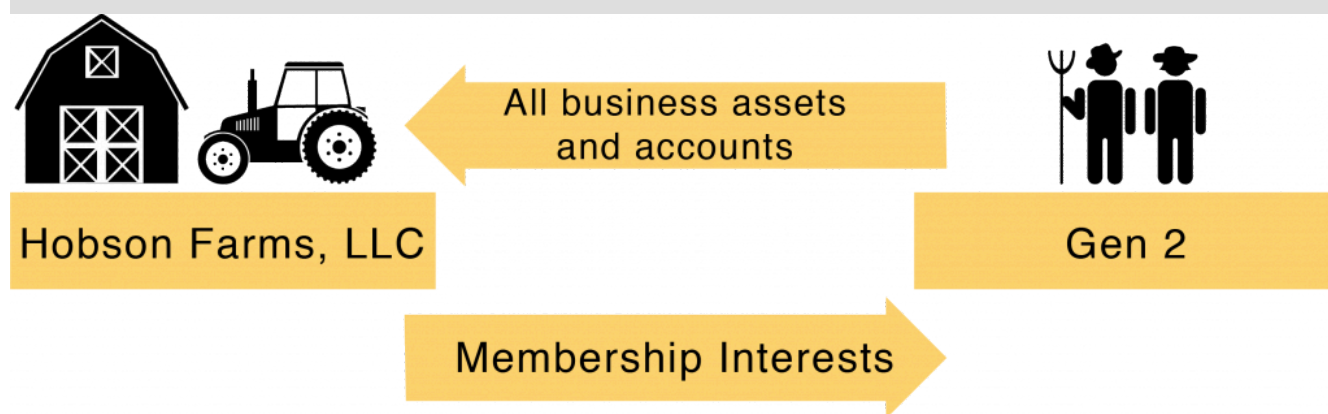 All business assets
and accounts
Hobson Farms, LLC
Gen 2
Membership Interests